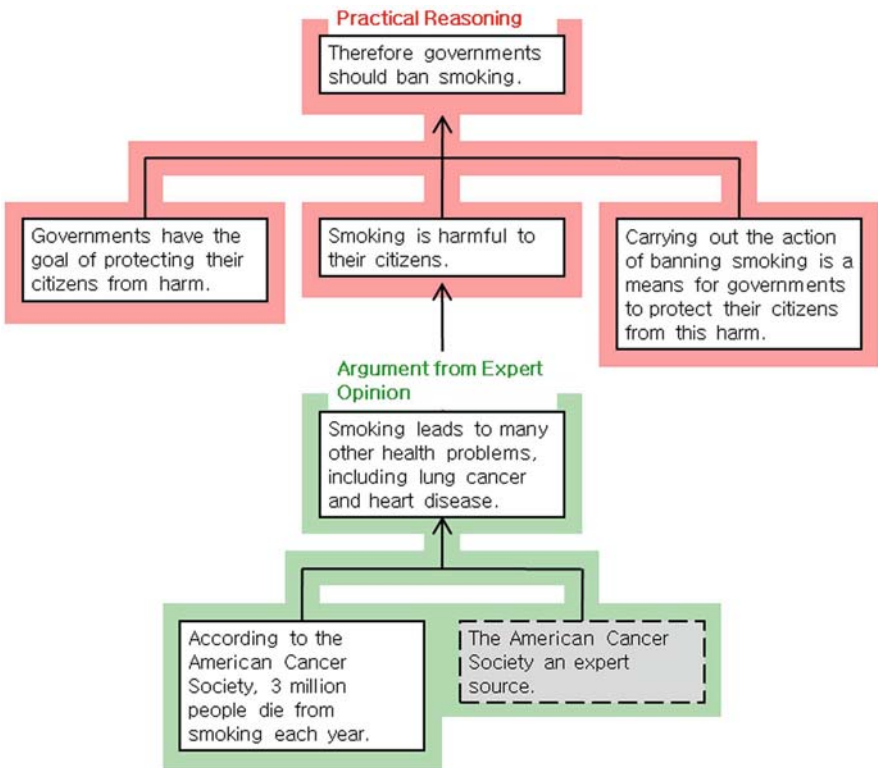 Practical Reasoning
Therefore governments
should ban smoking.
Governments have the
goal of protecting their
citizens from harm.
Smoking is harmful to
their citizens.
Carrying out the action
of banning smoking is a
means for governments
to protect their citizens
from this harm.
Argument from Expert
Opinion
Smoking leads to many
other health problems,
including lung cancer
and heart disease.
According to the
American Cancer
Society, 3 million
people die from
smoking each year.
The American Cancer
Society an expert
source.